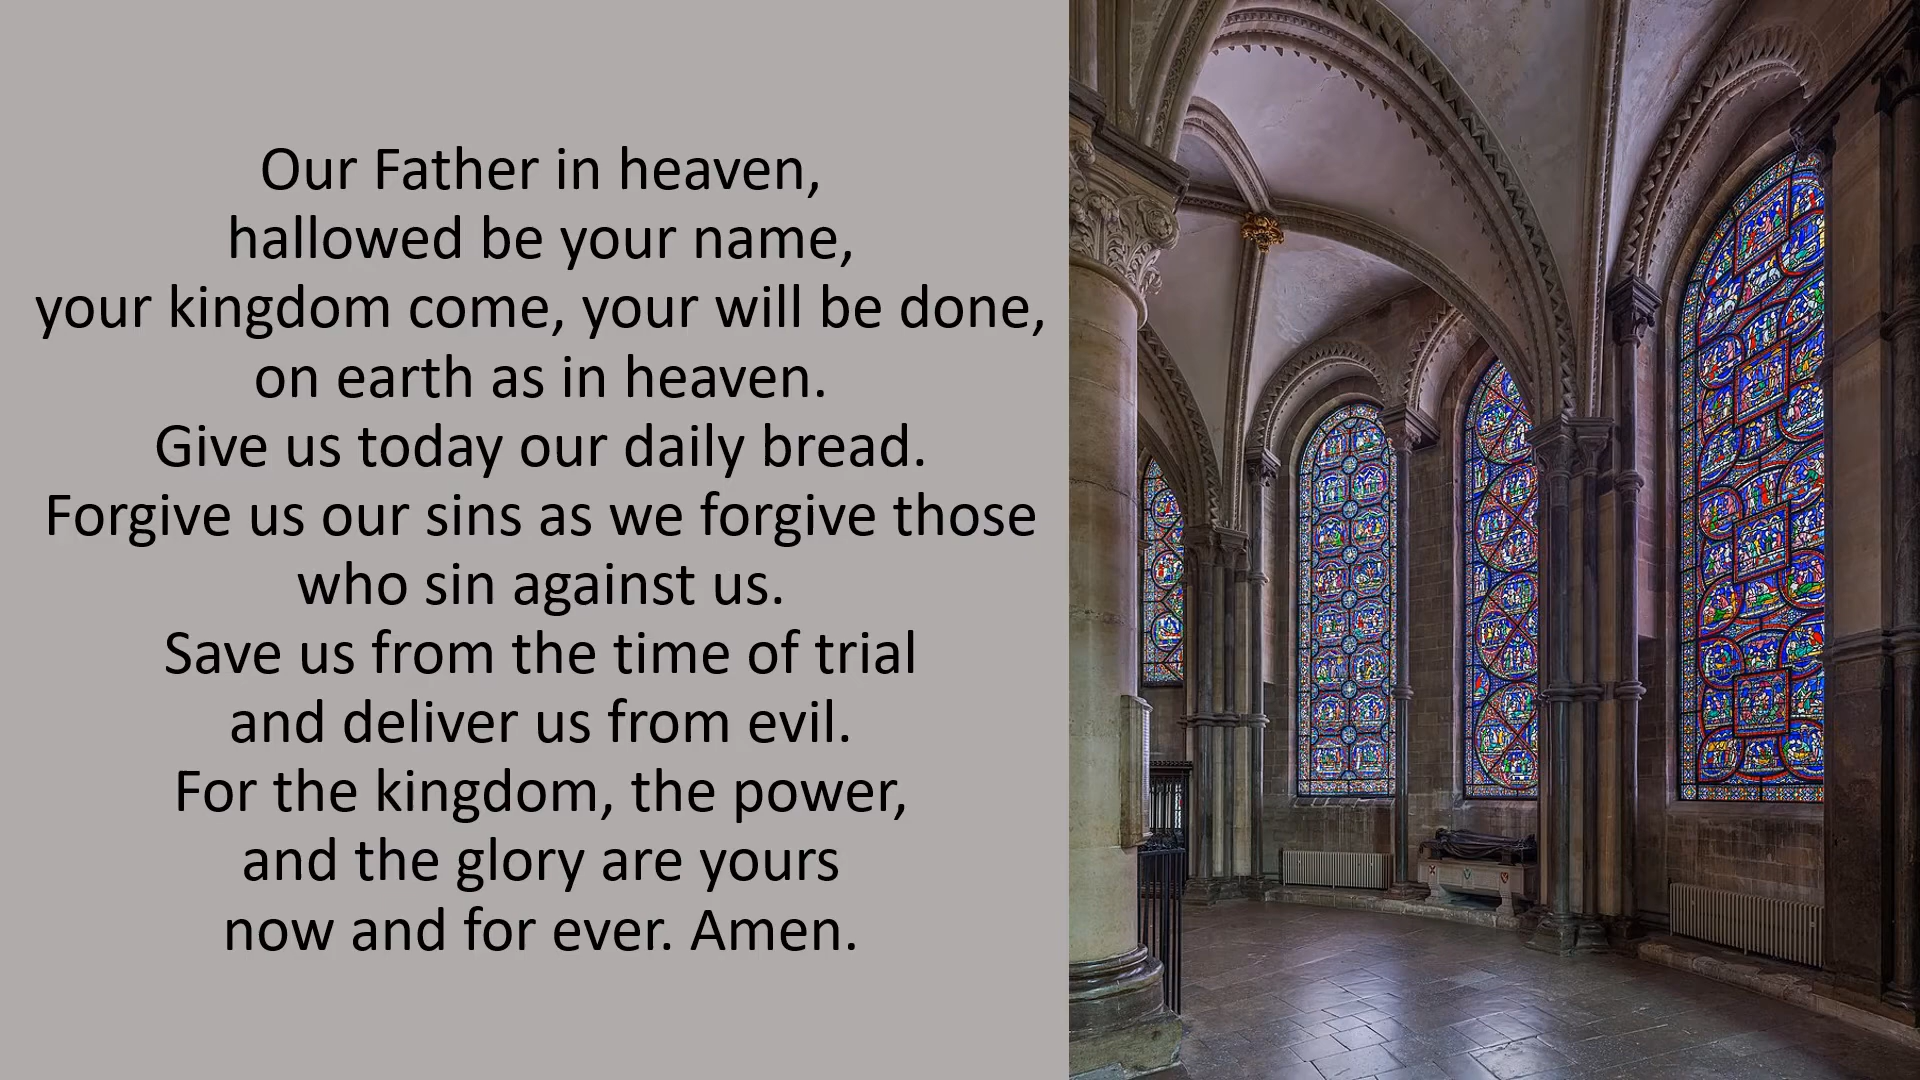 Our Father in heaven,
hallowed be your name,
your kingdom come, your will be done,
on earth as in heaven.
Give us today our daily bread.
Forgive us our sins as we forgive those
who sin against us.
Save us from the time of trial
and deliver us from evil.
For the kingdom, the power,
and the glory are yours
now and for ever. Amen.